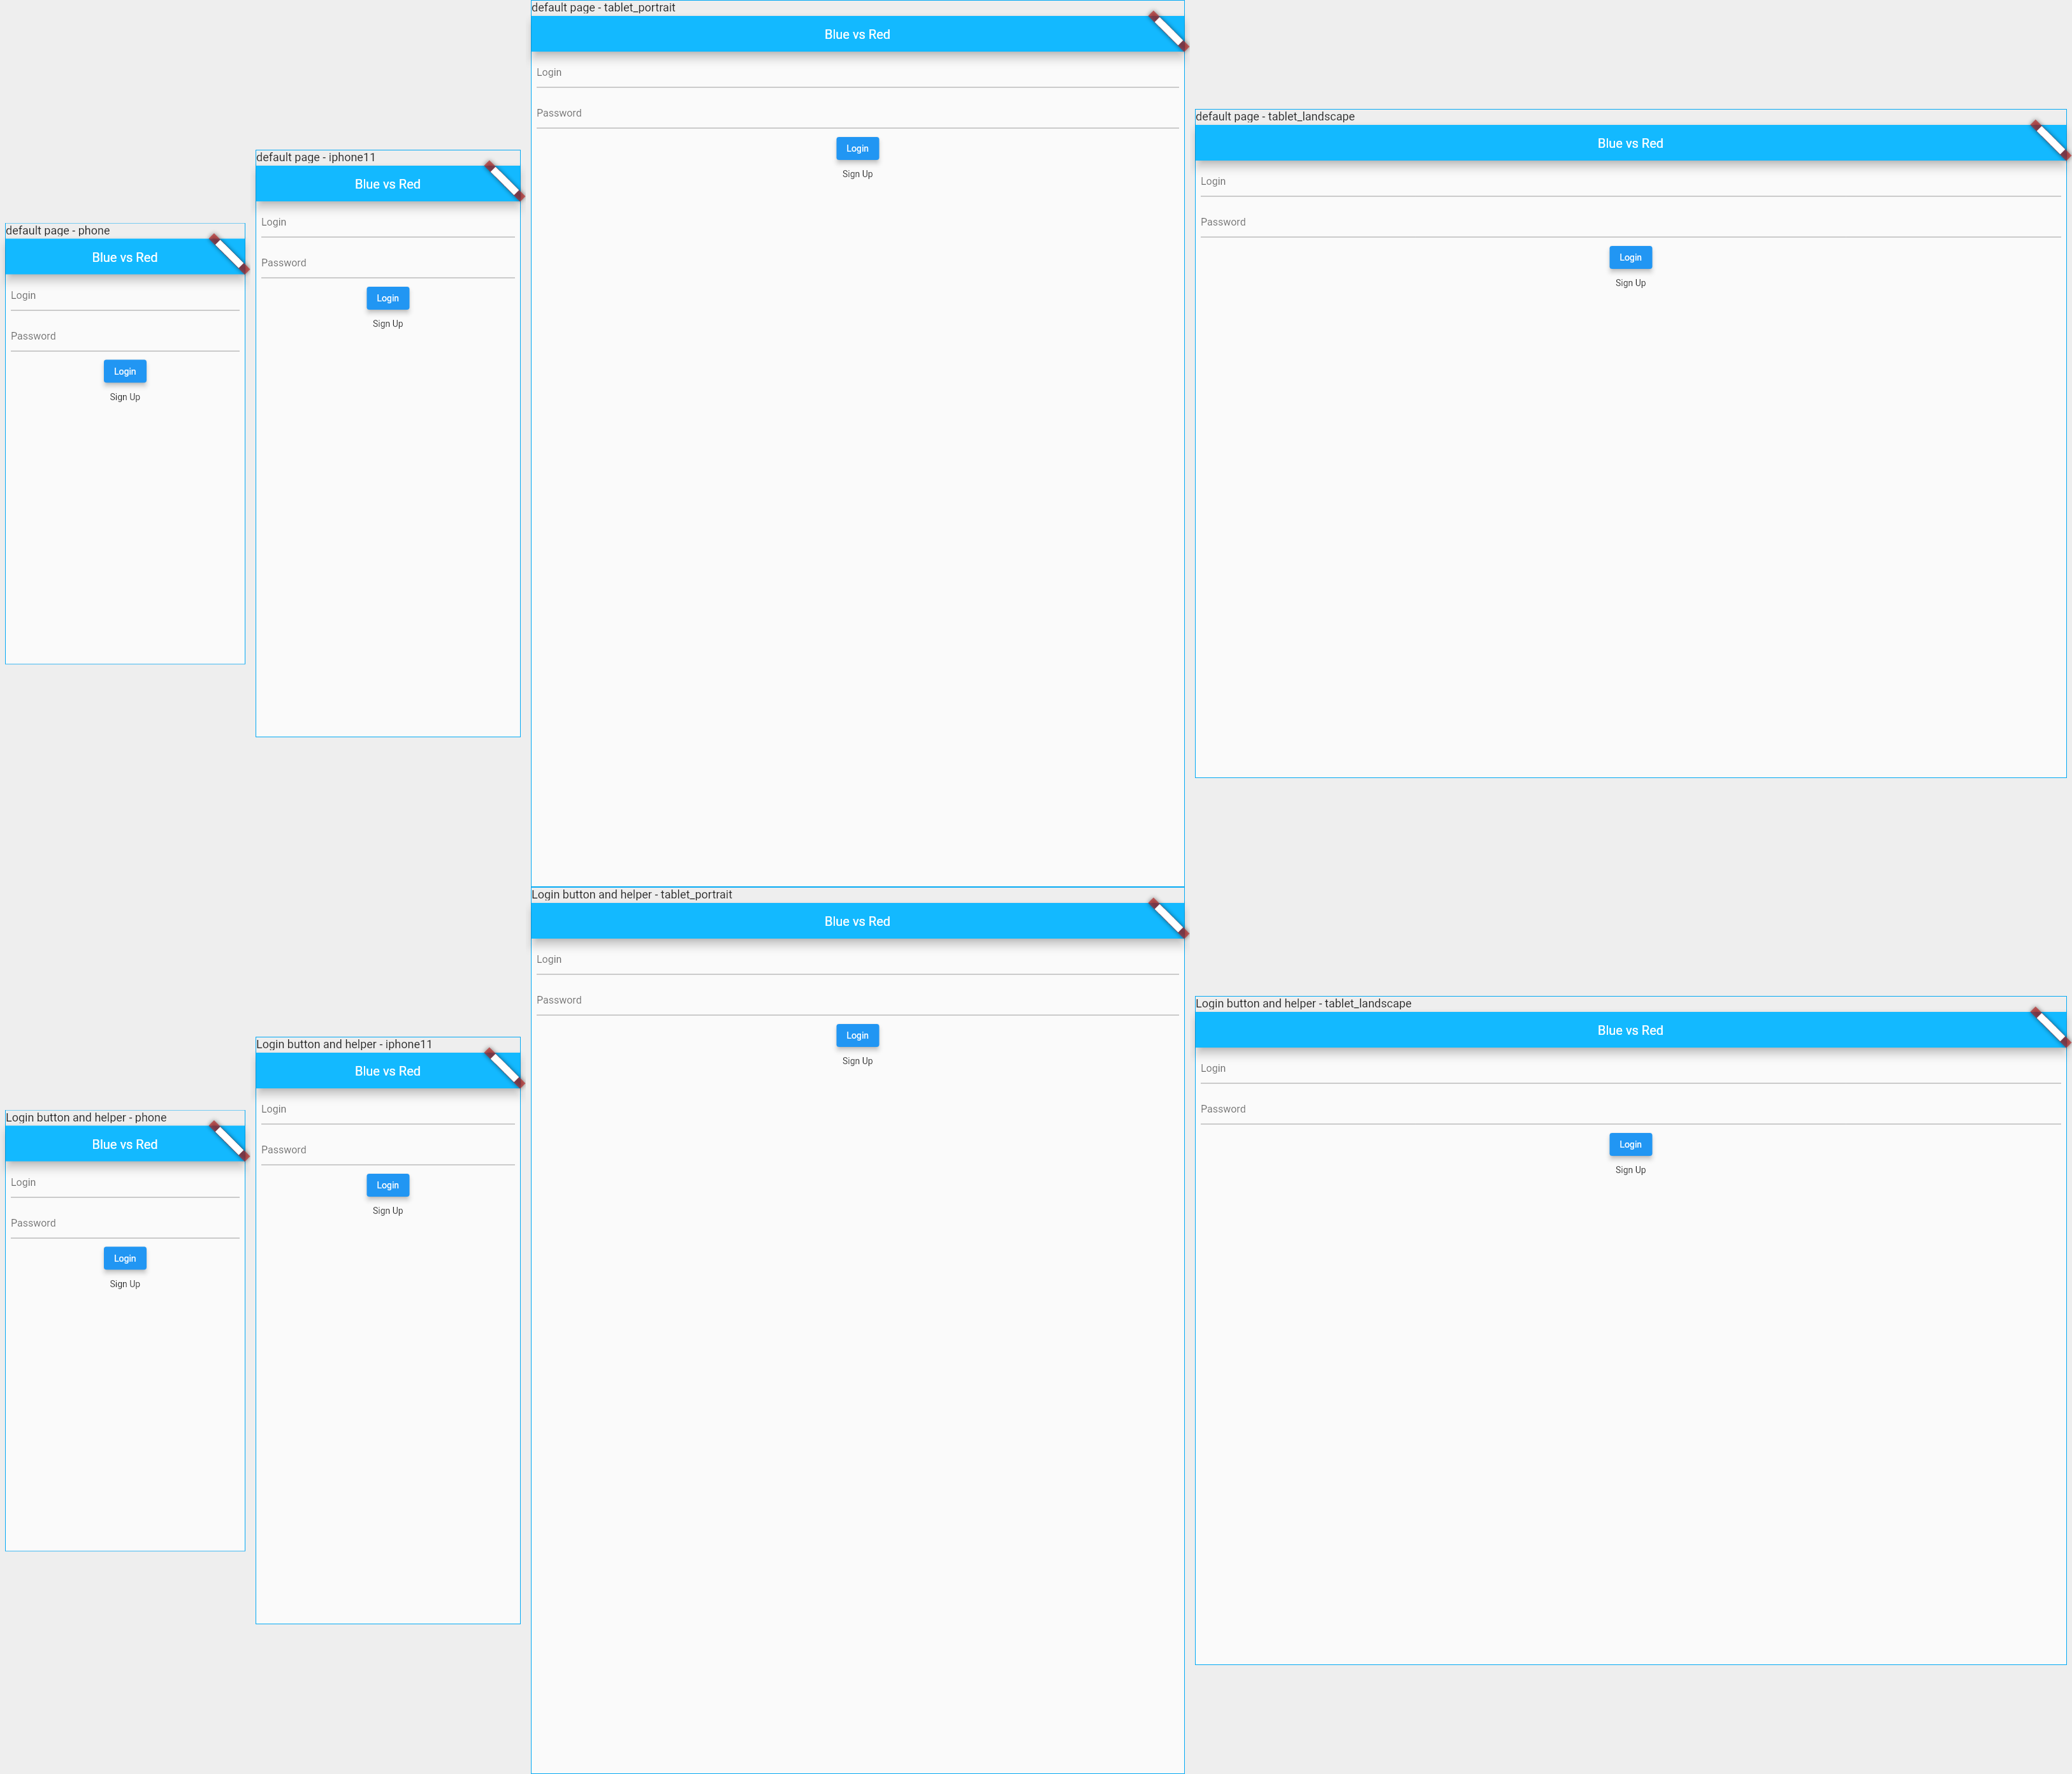 default page - phone
Blue vs Red
Login
Password
Login
Sign Up
default page - iphone11
Blue vs Red
Login
Password
Login
Sign Up
default page - tablet_portrait
Blue vs Red
Login
Password
Login
Sign Up
default page - tablet_landscape
Blue vs Red
Login
Password
Login
Sign Up
Login button and helper - phone
Blue vs Red
Login
Password
Login
Sign Up
Login button and helper - iphone11
Blue vs Red
Login
Password
Login
Sign Up
Login button and helper - tablet_portrait
Blue vs Red
Login
Password
Login
Sign Up
Login button and helper - tablet_landscape
Blue vs Red
Login
Password
Login
Sign Up